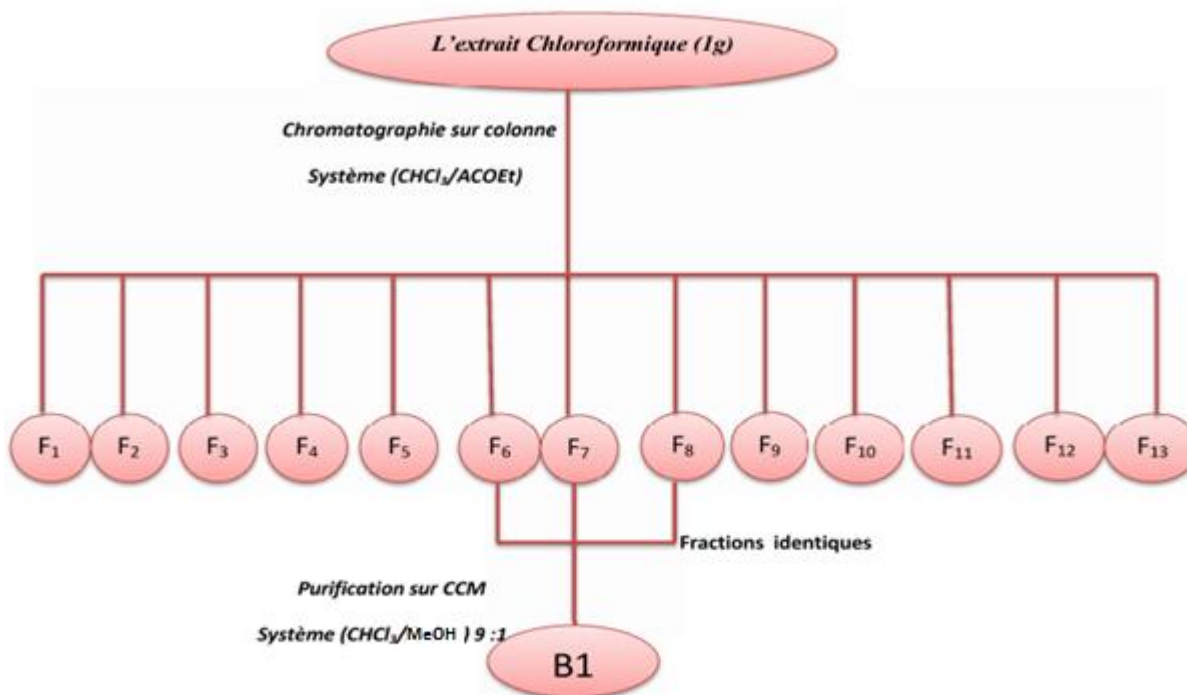 L'extrait Chloroformique (1g)
Chromatographie sur colonne
Système (CHCl₃/ACOEt)
F₁ F₂ F₃ F₄ F₅ F₆ F₇ F₈ F₉ F₁₀ F₁₁ F₁₂ F₁₃
Fractions identiques
Purification sur CCM
Système (CHCl₃/MeOH ) 9 :1
B1